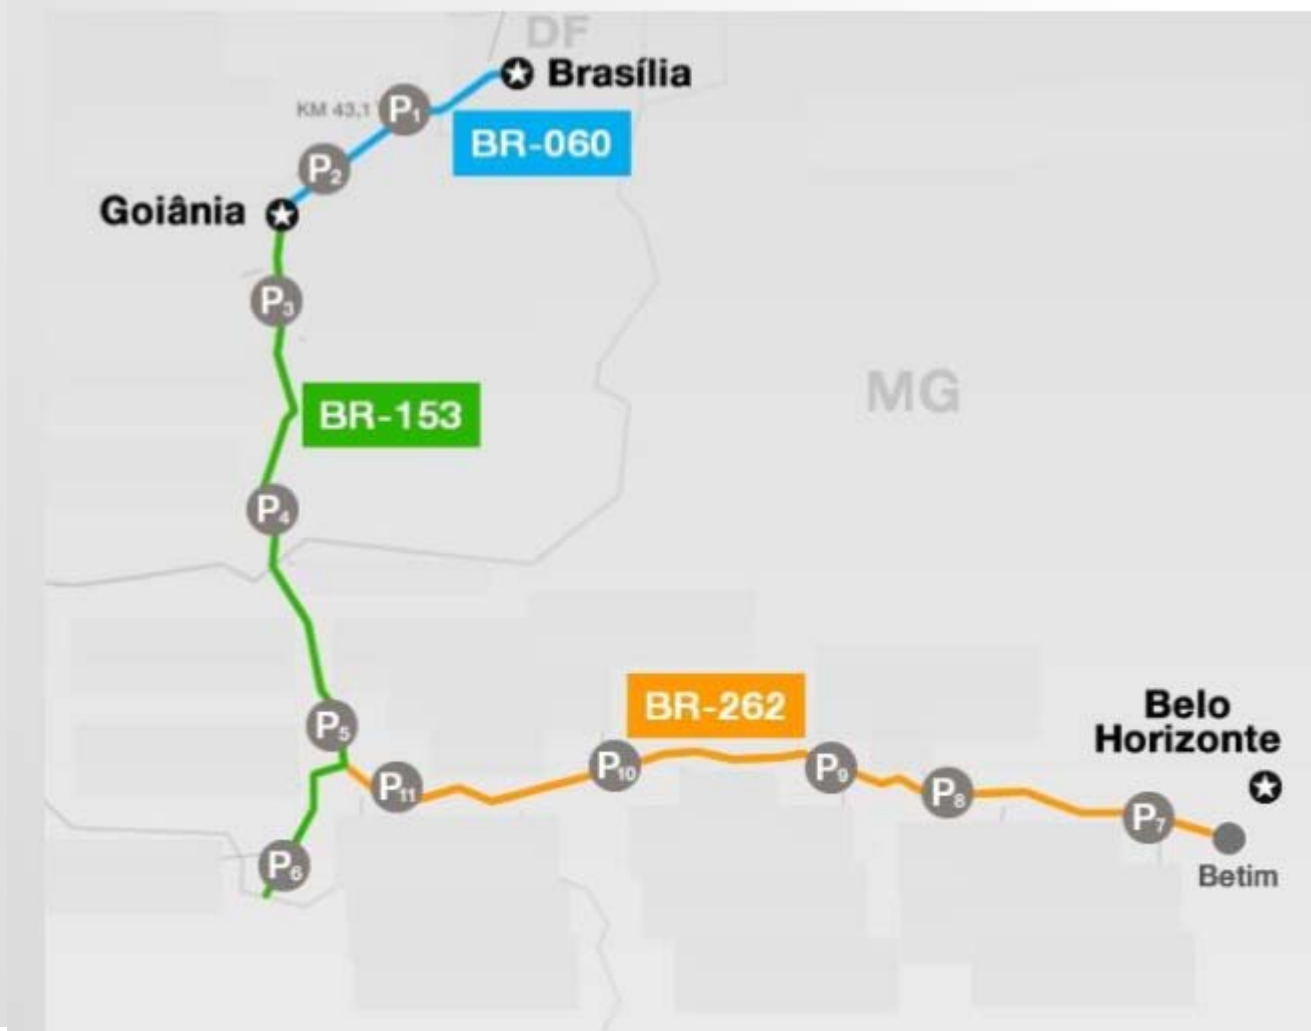 DF
Brasília
KM 43,1
P1
BR-060
P2
Goiânia
P3
MG
BR-153
P4
BR-262
Belo
Horizonte
P5
P10
P9
P11
P8
P7
P6
Betim